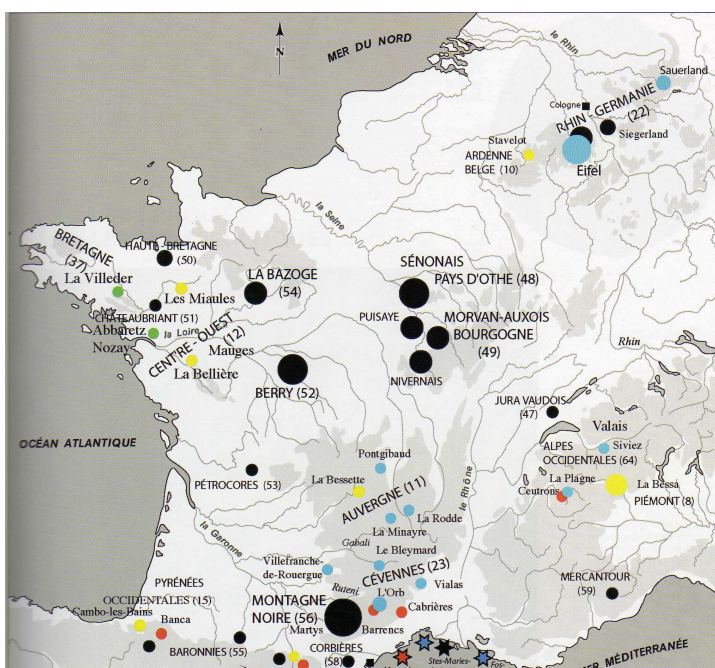 MER DU NORD
N
le Rhin
Sauerland
Cologne
RHIN - GERMANIE
(22)
Siegerland
Stavelot
ARDENNE
BELGE (10)
Eifel
la Seine
BRETAGNE
(37)
HAUTE - BRETAGNE
(50)
La Villeder
Les Miaules
LA BAZOGE
(54)
SÉNONAIS
PAYS D'OTHE (48)
PUISAYE
MORVAN-AUXOIS
BOURGOGNE
(49)
NIVERNAIS
CHATEAUBRIANT (51)
Abbaretz
Nozay
la Loire
CENTRE - OUEST
(12)
Mauges
La Bellière
BERRY (52)
Rhin
JURA VAUDOIS
(47)
Valais
OCÉAN ATLANTIQUE
Siviez
ALPES
OCCIDENTALES (64)
Pontgibaud
La Plagne
Ceutrons
La Bessa
PIÉMONT (8)
PÉTROCORES (53)
La Bessette
AUVERGNE (11)
le Rhône
La Rodde
La Minayre
la Garonne
Gabali
Le Bleymard
Villefranche-
de-Rouergue
CÉVENNES (23)
Vialas
Ruteni
L'Orb
MERCANTOUR
(59)
PYRÉNÉES
OCCIDENTALES (15)
Cambo-les-Bains
Banca
MONTAGNE
NOIRE (56)
Martys
Barrencs
Cabrières
BARONNIES (55)
CORBIÈRES
(58)
Stes-Maries-
Fos-
MER MÉDITERRANÉE